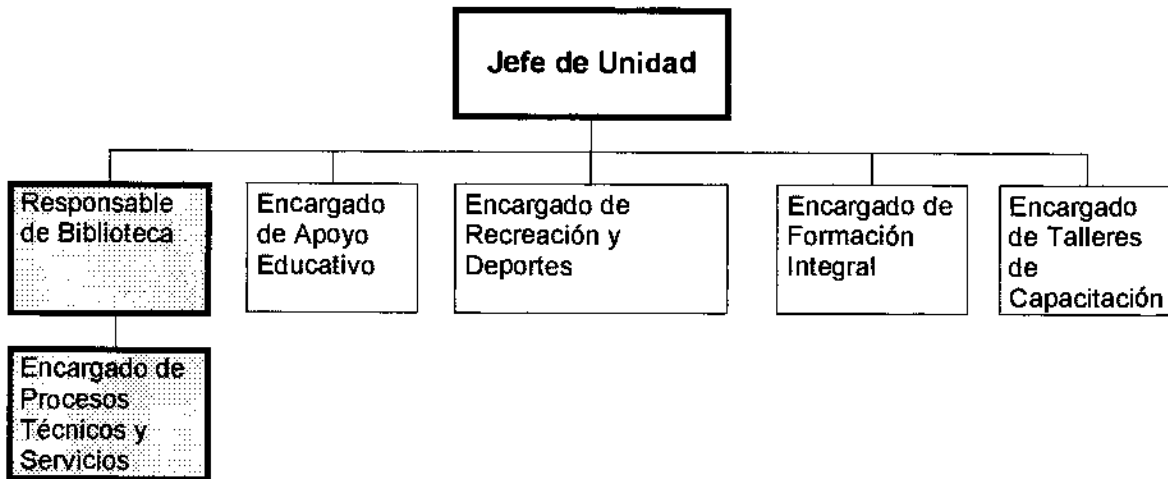 Jefe de Unidad
Responsable
de Biblioteca
Encargado
de Apoyo
Educativo
Encargado de
Recreación y
Deportes
Encargado de
Formación
Integral
Encargado
de Talleres
de
Capacitación
Encargado de
Procesos
Técnicos y
Servicios